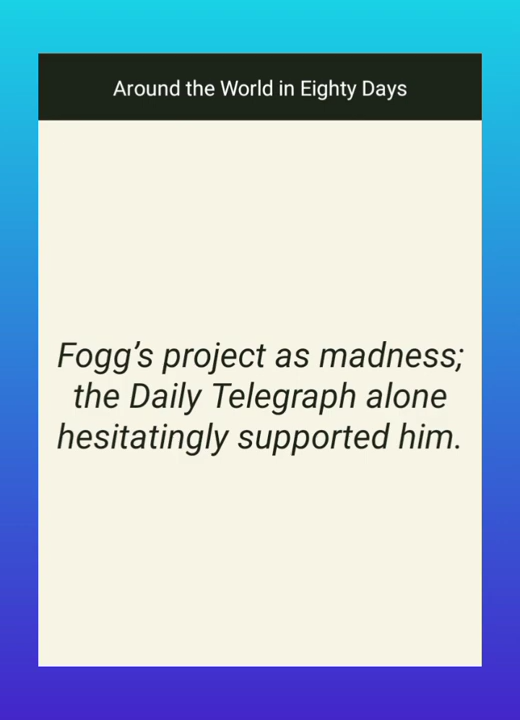 Around the World in Eighty Days
Fogg’s project as madness;
the Daily Telegraph alone
hesitatingly supported him.